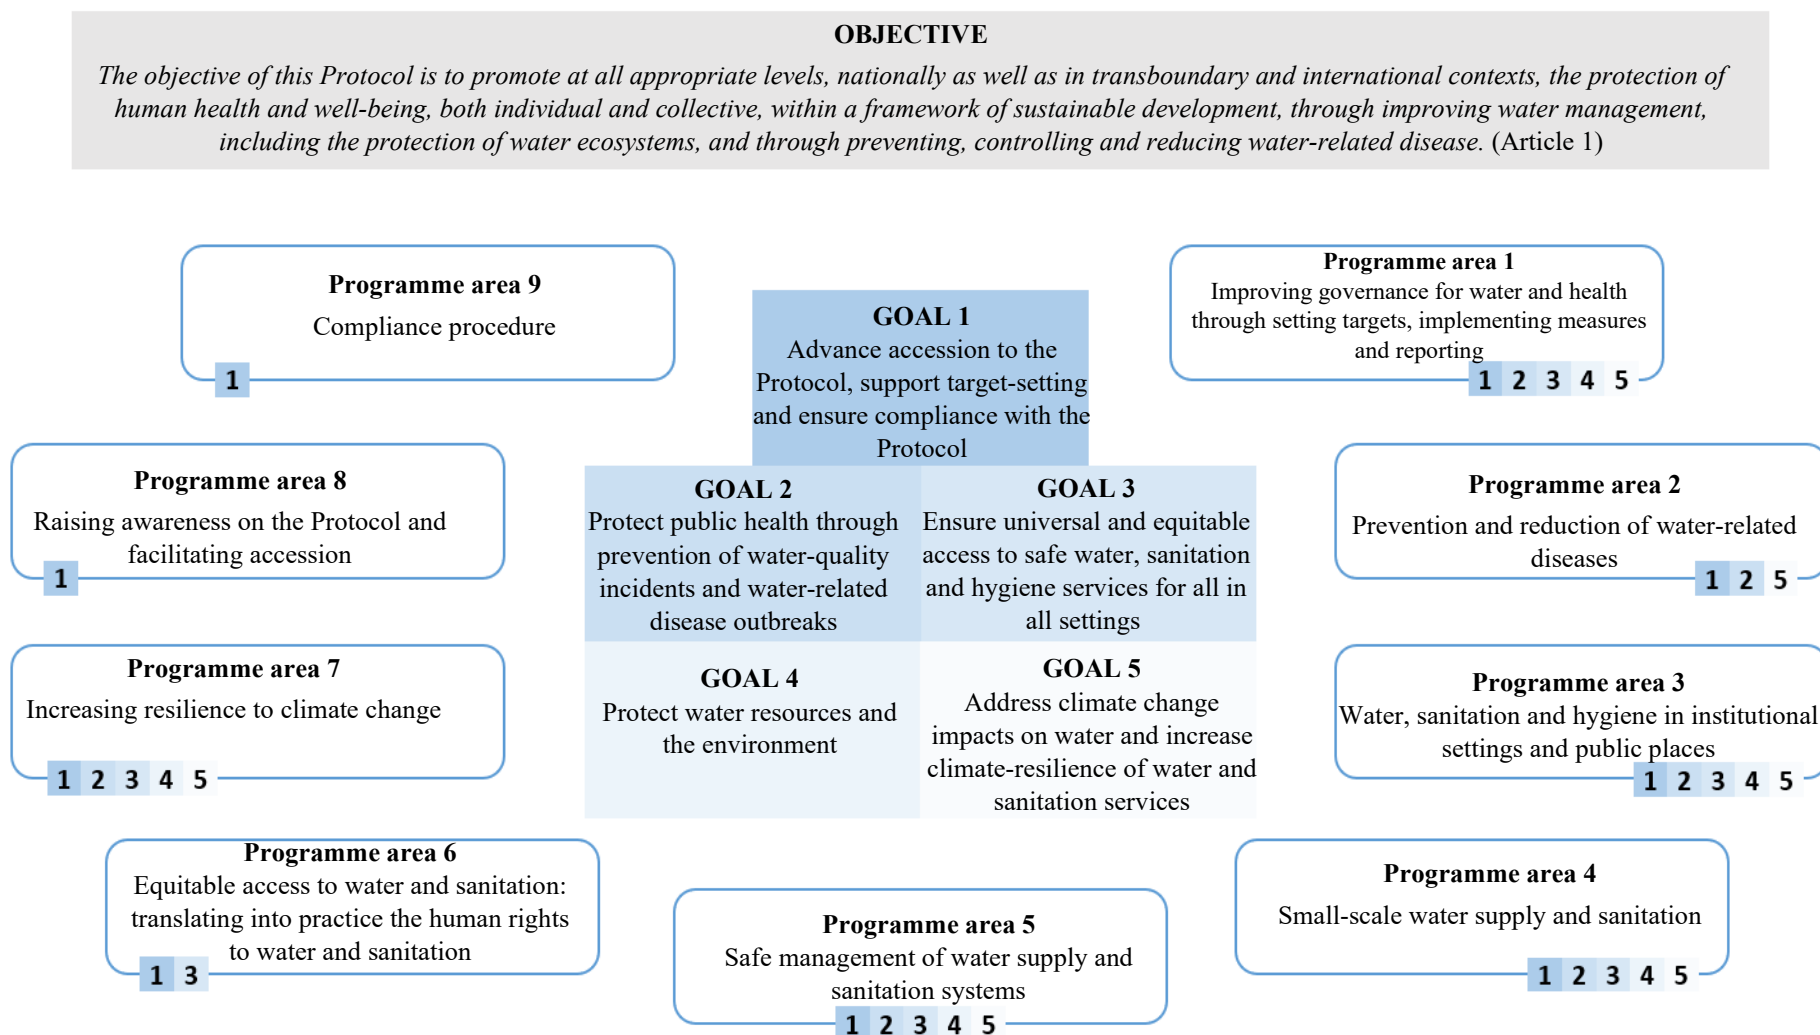 OBJECTIVE
The objective of this Protocol is to promote at all appropriate levels, nationally as well as in transboundary and international contexts, the protection of
human health and well-being, both individual and collective, within a framework of sustainable development, through improving water management,
including the protection of water ecosystems, and through preventing, controlling and reducing water-related disease. (Article 1)
Programme area 9
Compliance procedure
1
Programme area 1
Improving governance for water and health
through setting targets, implementing measures
and reporting
1 2 3 4 5
GOAL 1
Advance accession to the
Protocol, support target-setting
and ensure compliance with the
Protocol
Programme area 8
Raising awareness on the Protocol and
facilitating accession
1
GOAL 2
Protect public health through
prevention of water-quality
incidents and water-related
disease outbreaks
GOAL 3
Ensure universal and equitable
access to safe water, sanitation
and hygiene services for all in
all settings
Programme area 2
Prevention and reduction of water-related
diseases
1 2 5
Programme area 7
Increasing resilience to climate change
1 2 3 4 5
GOAL 4
Protect water resources and
the environment
GOAL 5
Address climate change
impacts on water and increase
climate-resilience of water and
sanitation services
Programme area 3
Water, sanitation and hygiene in institutional
settings and public places
1 2 3 4 5
Programme area 6
Equitable access to water and sanitation:
translating into practice the human rights
to water and sanitation
1 3
Programme area 5
Safe management of water supply and
sanitation systems
1 2 3 4 5
Programme area 4
Small-scale water supply and sanitation
1 2 3 4 5